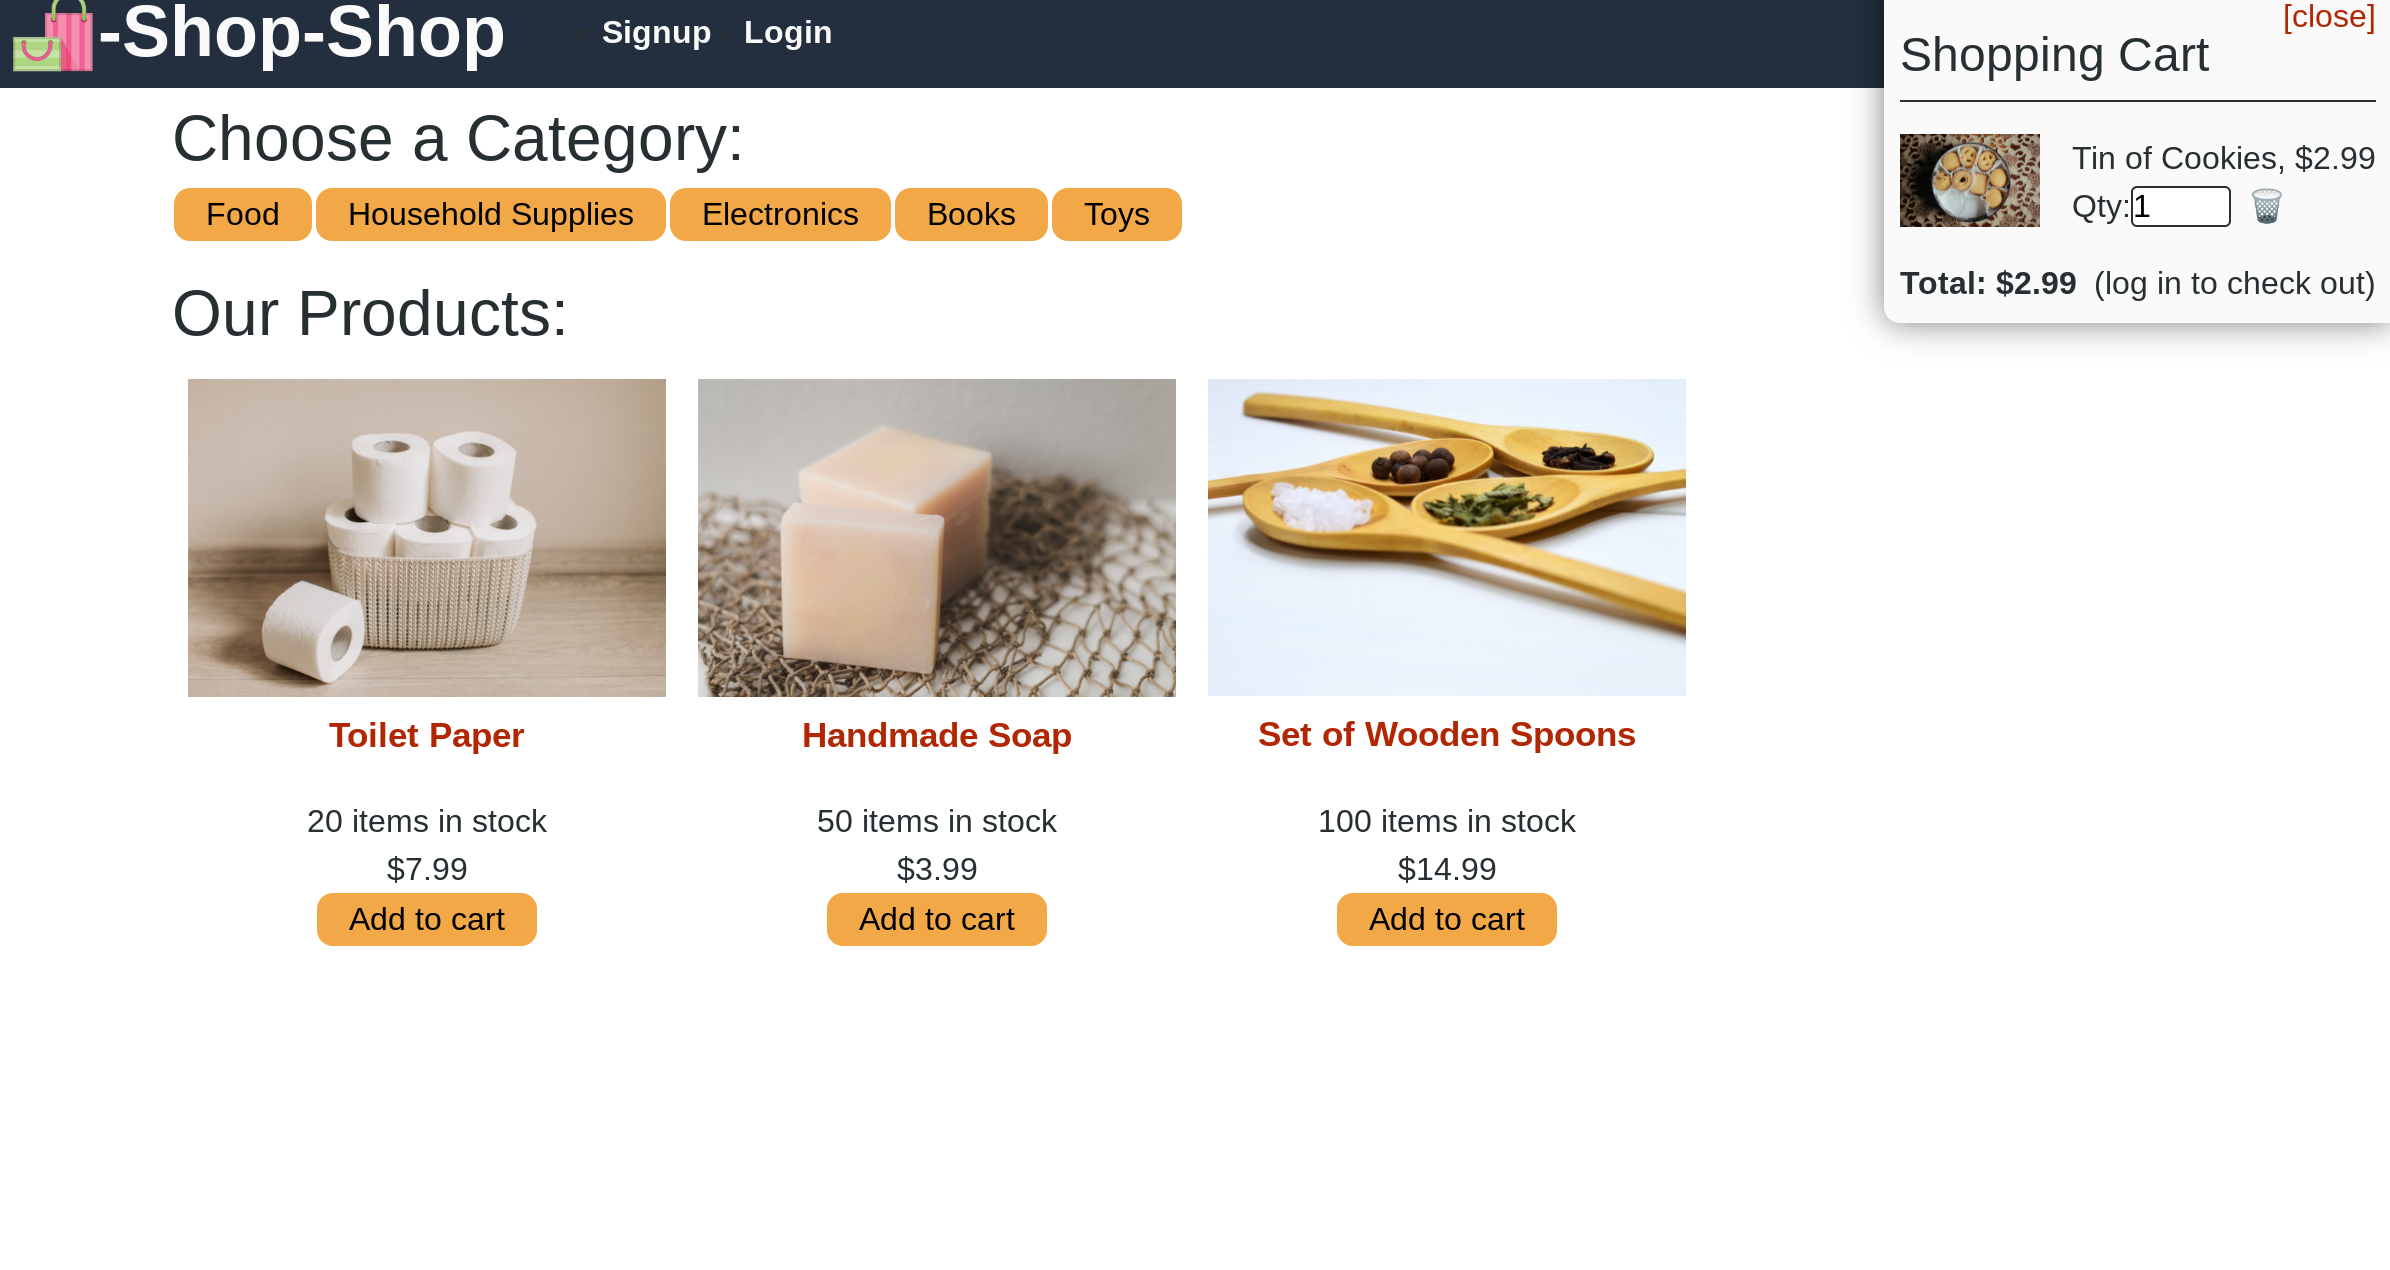 -Shop-Shop
Signup Login
[close]
Shopping Cart
Tin of Cookies, $2.99
Qty: 1
Total: $2.99 (log in to check out)
Choose a Category:
Food Household Supplies Electronics Books Toys
Our Products:
Toilet Paper
20 items in stock
$7.99
Add to cart
Handmade Soap
50 items in stock
$3.99
Add to cart
Set of Wooden Spoons
100 items in stock
$14.99
Add to cart